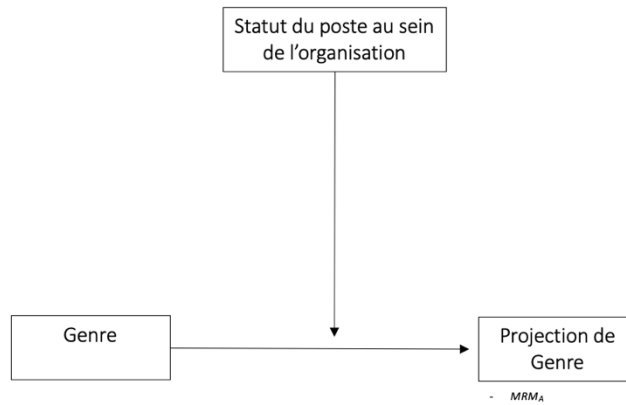 Statut du poste au sein
de l’organisation
Genre
Projection de
Genre
- MRMA